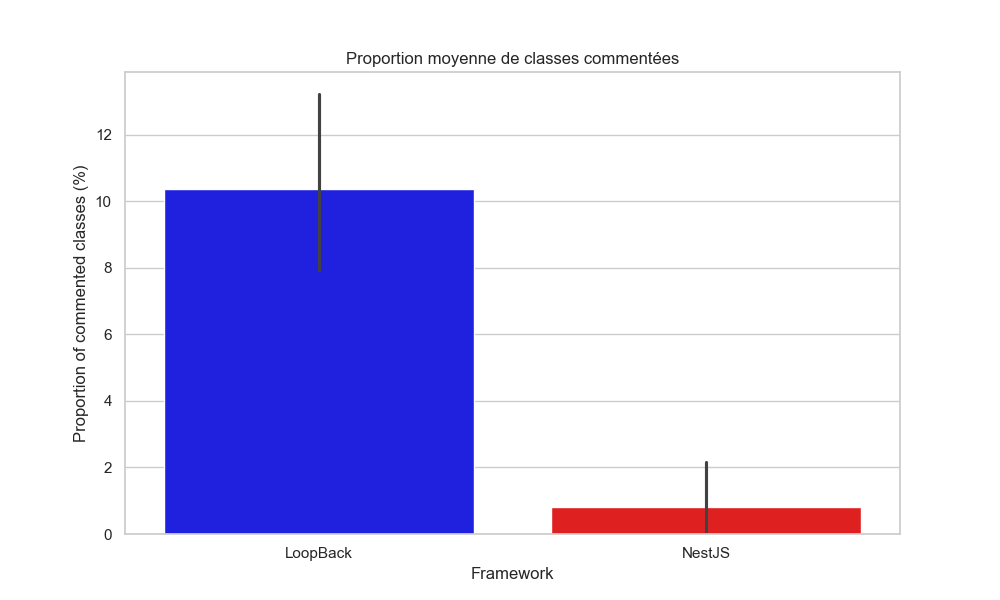 Proportion moyenne de classes commentées
Proportion of commented classes (%)
12
10
8
6
4
2
0
LoopBack
NestJS
Framework